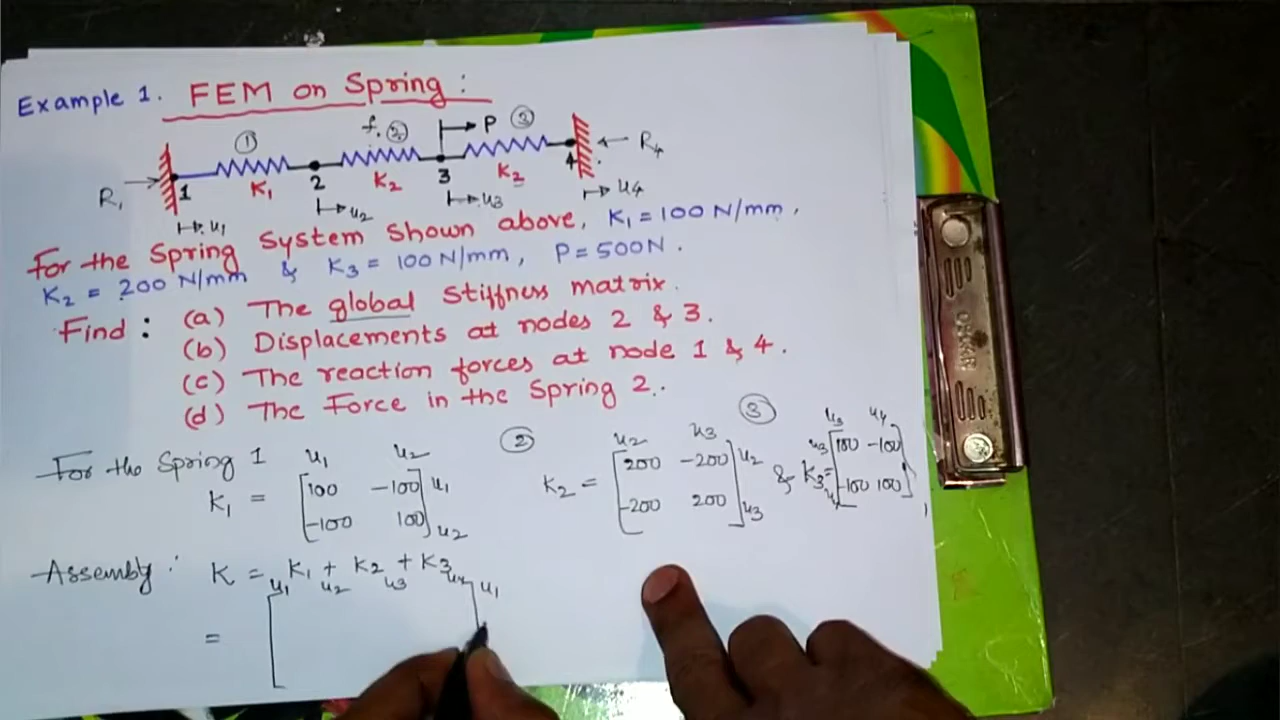 Example 1. FEM on Spring :
① f. ② P ③
R₁ 1 K₁ 2 K₂ 3 K₂ 4 R₄
u₁ u₂ u₃ u₄
For the Spring System shown above, K₁ = 100 N/mm,
K₂ = 200 N/mm & K₃ = 100 N/mm, P = 500N.
Find : (a) The global Stiffness matrix.
(b) Displacements at nodes 2 & 3.
(c) The reaction forces at node 1 & 4.
(d) The Force in the Spring 2.
For the Spring 1 ② ③
u₁ u₂ u₂ u₃ u₃ u₄
K₁ = [100 -100] u₁ K₂ = [200 -200] u₂ & K₃ = u₃ [100 -100]
[-100 100] u₂ [-200 200] u₃ u₄ [-100 100]
Assembly : K = K₁ + K₂ + K₃
u₁ u₂ u₃ u₄ u₁
= [